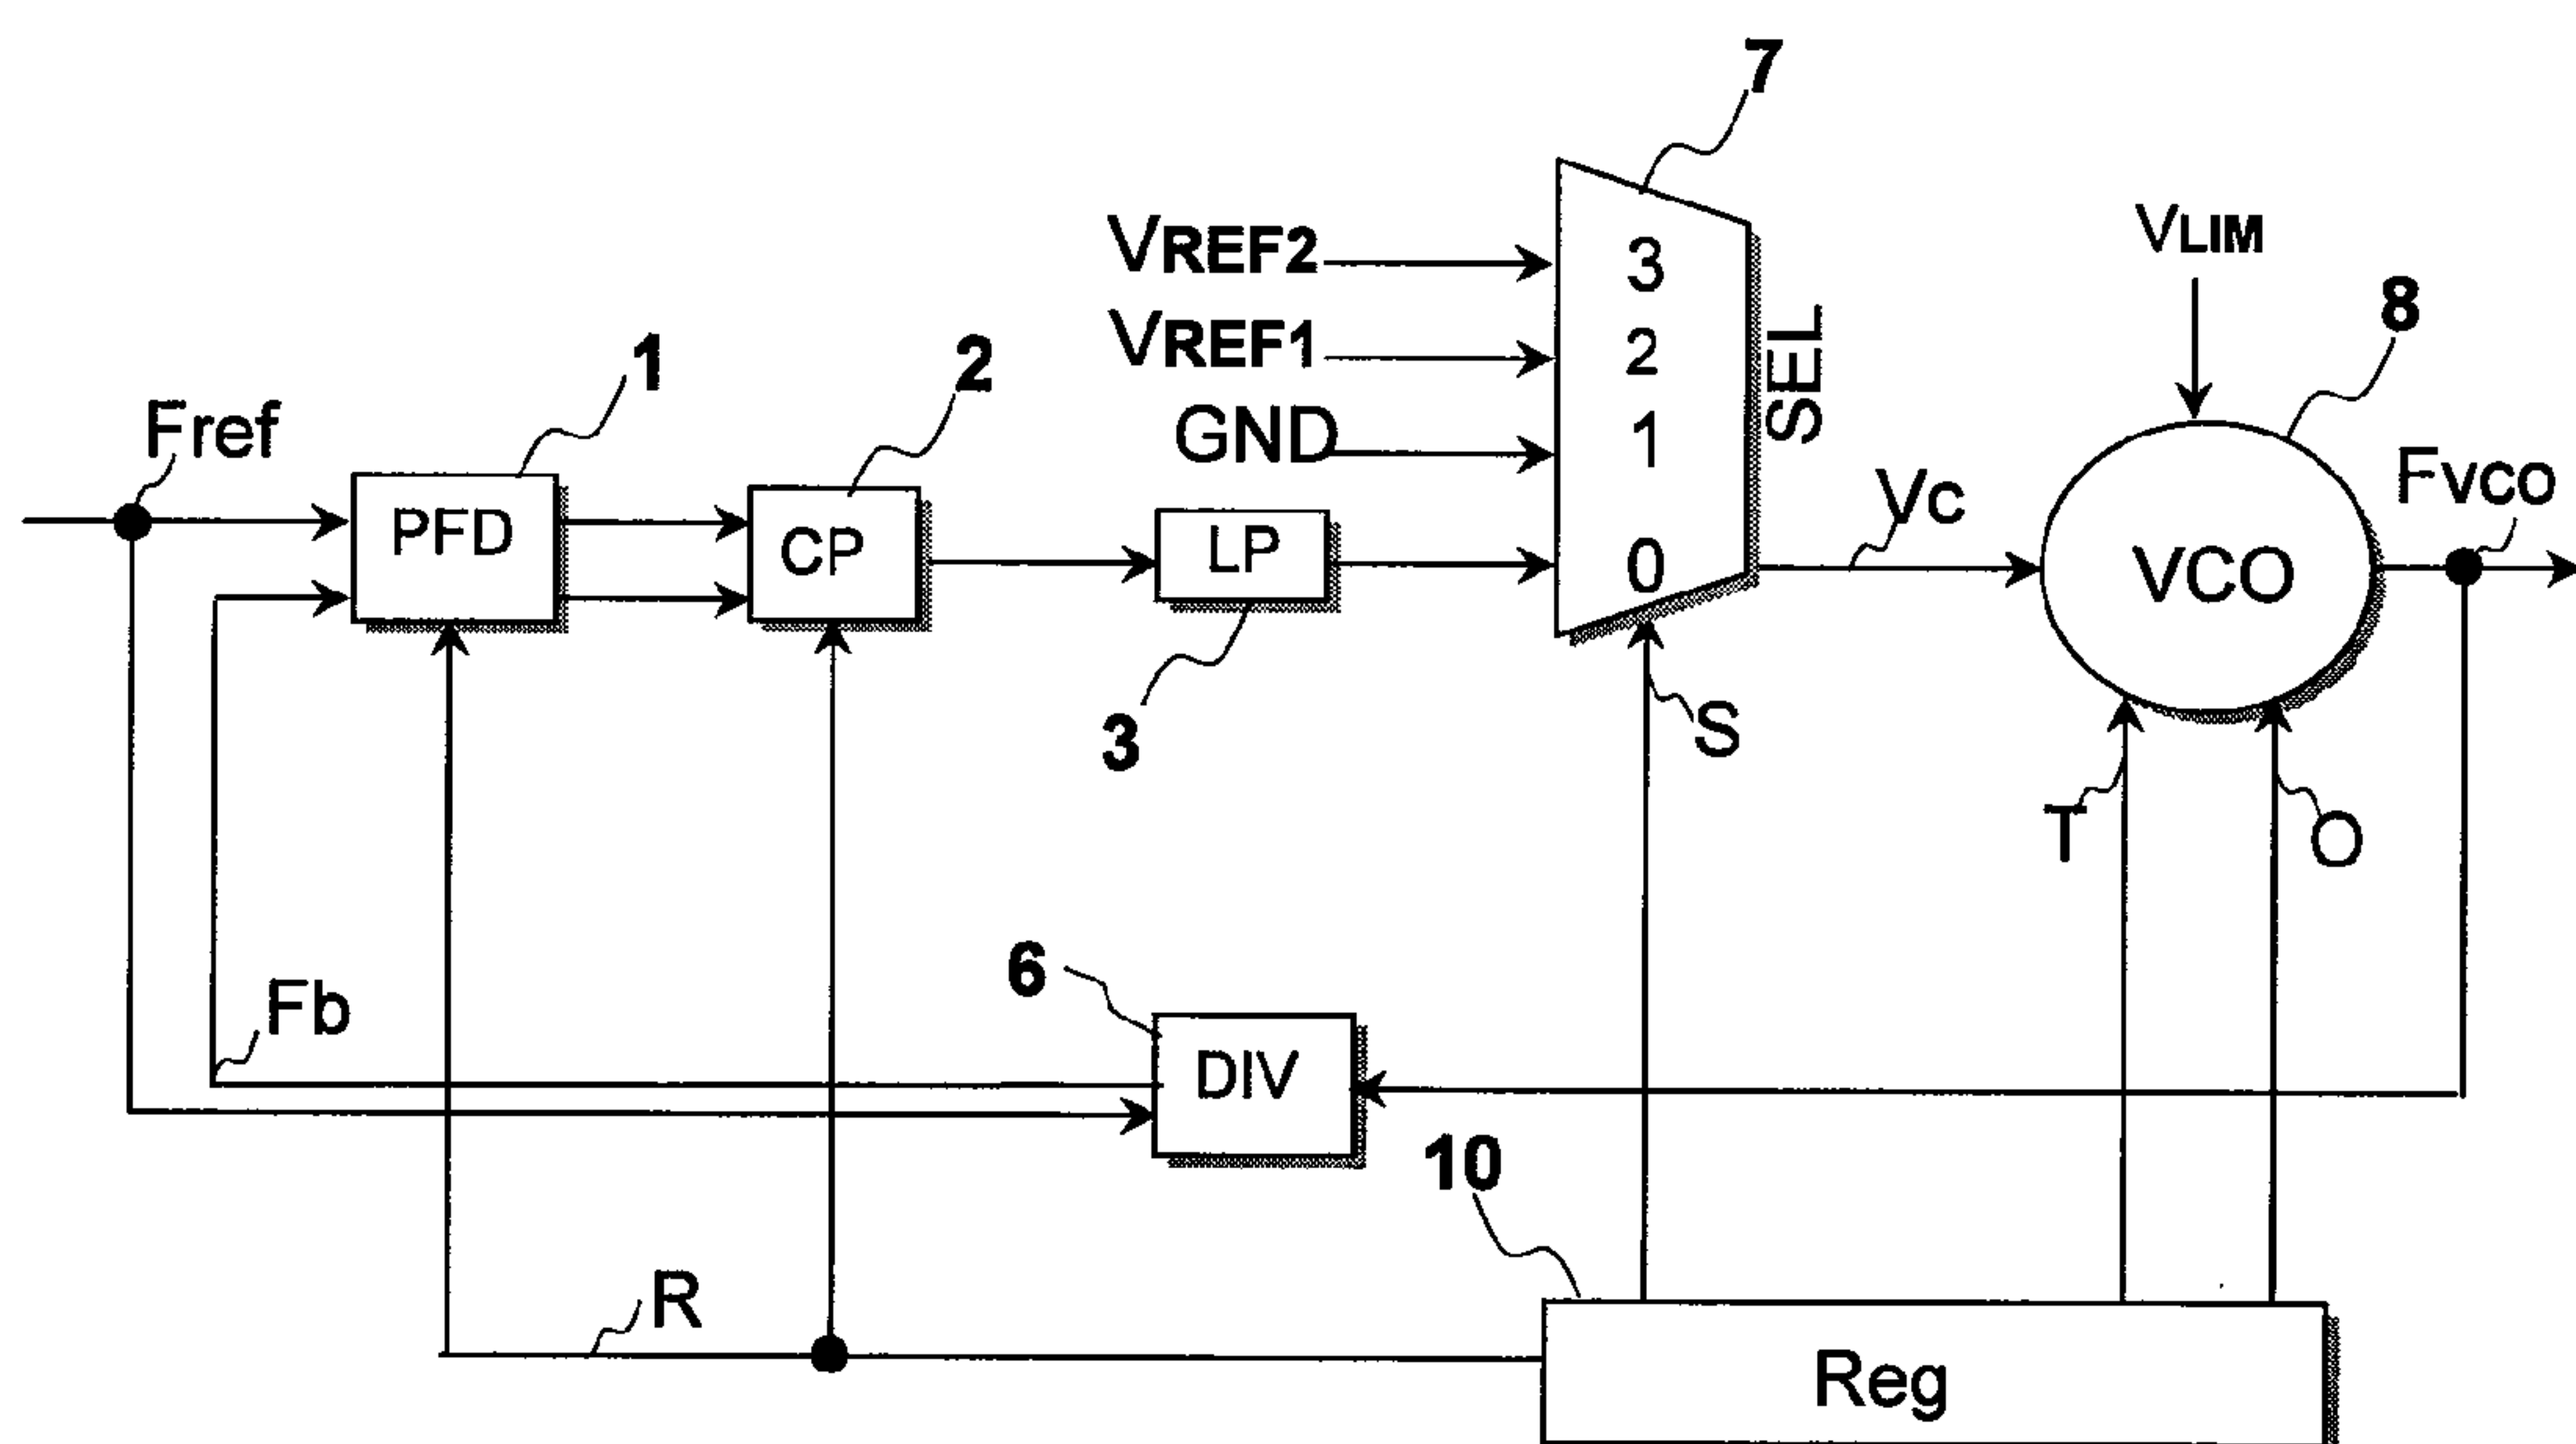 7
VREF2
3
VLIM
VREF1
2
8
1
2
SEL
Fref
GND
1
Fvco
PFD
CP
LP
0
Vc
VCO
3
S
T
O
6
Fb
DIV
10
R
Reg